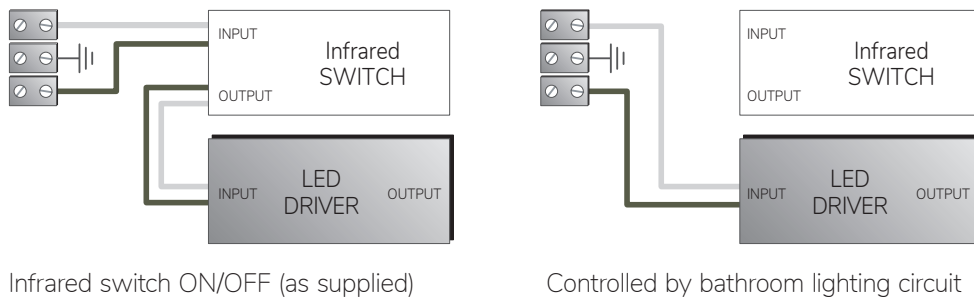 INPUT
Infrared
SWITCH
OUTPUT
INPUT
LED
DRIVER
OUTPUT
Infrared switch ON/OFF (as supplied)
INPUT
Infrared
SWITCH
OUTPUT
INPUT
LED
DRIVER
OUTPUT
Controlled by bathroom lighting circuit